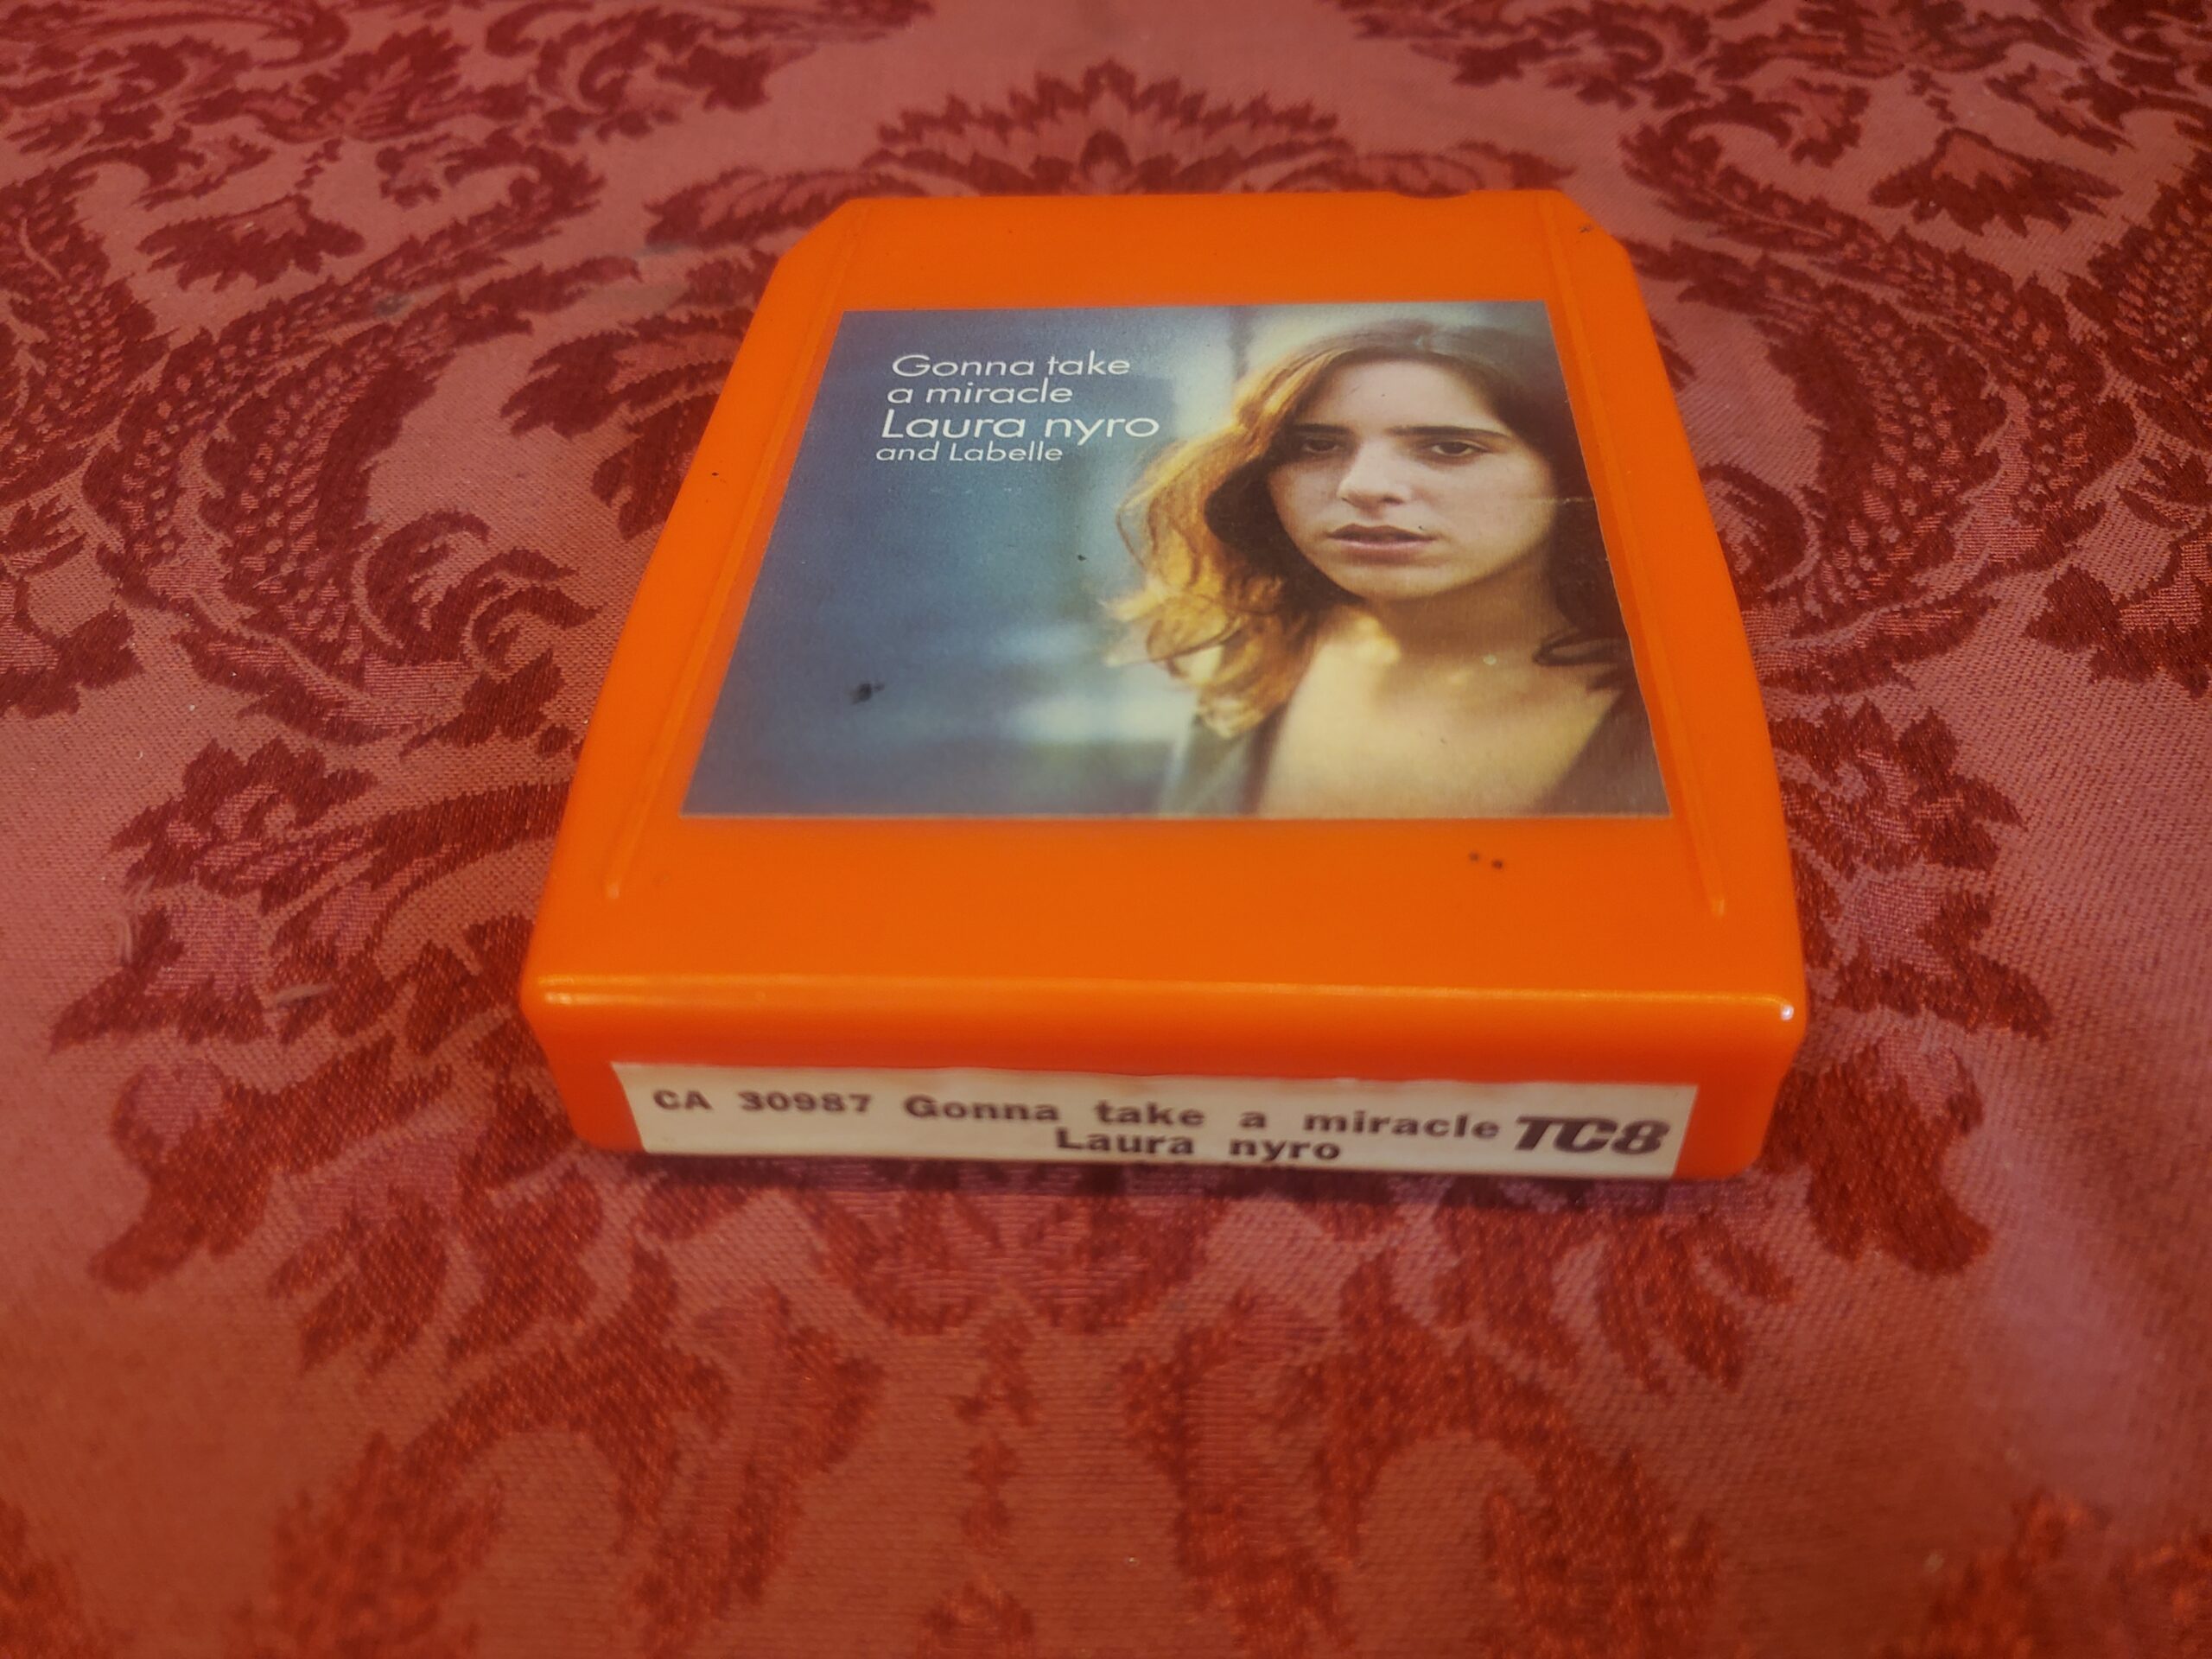 Gonna take
a miracle
Laura nyro
and Labelle
CA 30987 Gonna take a miracle TC8
Laura nyro